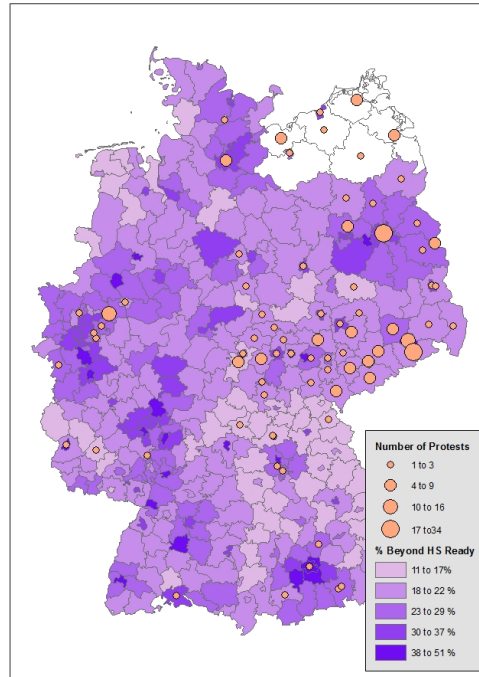 Number of Protests
1 to 3
4 to 9
10 to 16
17 to34
% Beyond HS Ready
11 to 17%
18 to 22 %
23 to 29 %
30 to 37 %
38 to 51 %